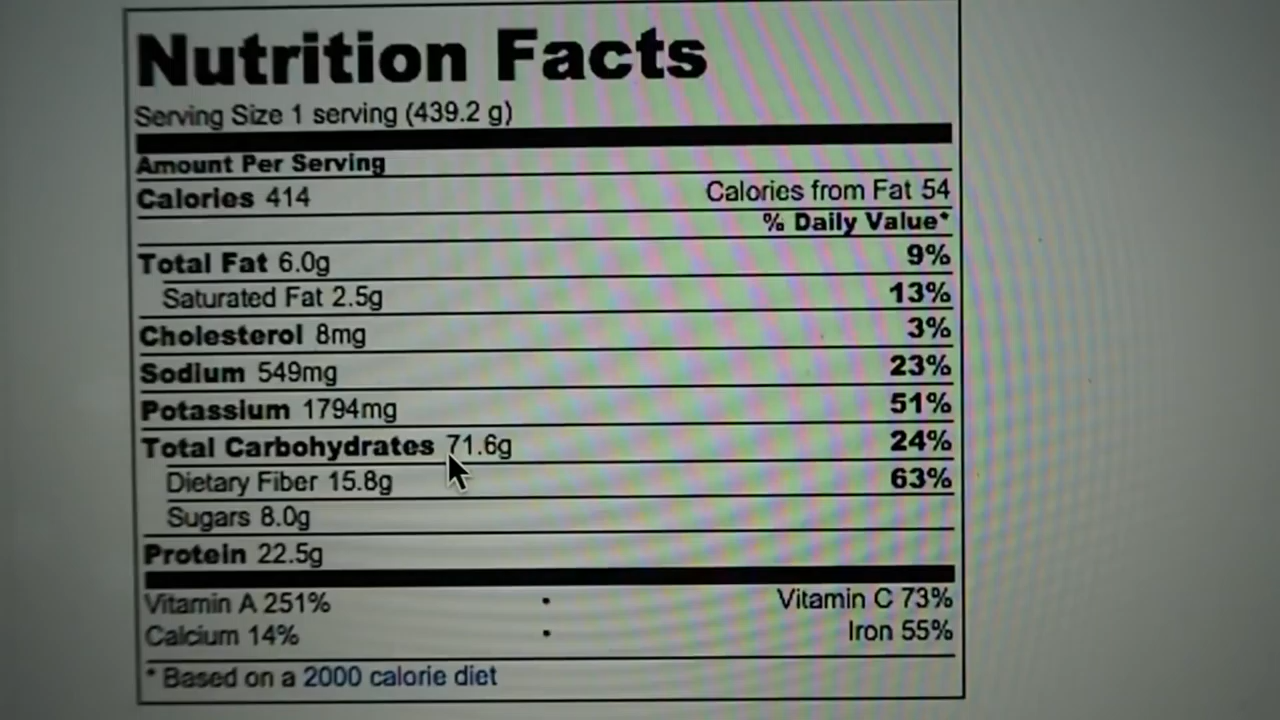 Nutrition Facts
Serving Size 1 serving (439.2 g)
Amount Per Serving
Calories 414 Calories from Fat 54
% Daily Value*
Total Fat 6.0g 9%
Saturated Fat 2.5g 13%
Cholesterol 8mg 3%
Sodium 549mg 23%
Potassium 1794mg 51%
Total Carbohydrates 71.6g 24%
Dietary Fiber 15.8g 63%
Sugars 8.0g
Protein 22.5g
Vitamin A 251% • Vitamin C 73%
Calcium 14% • Iron 55%
* Based on a 2000 calorie diet